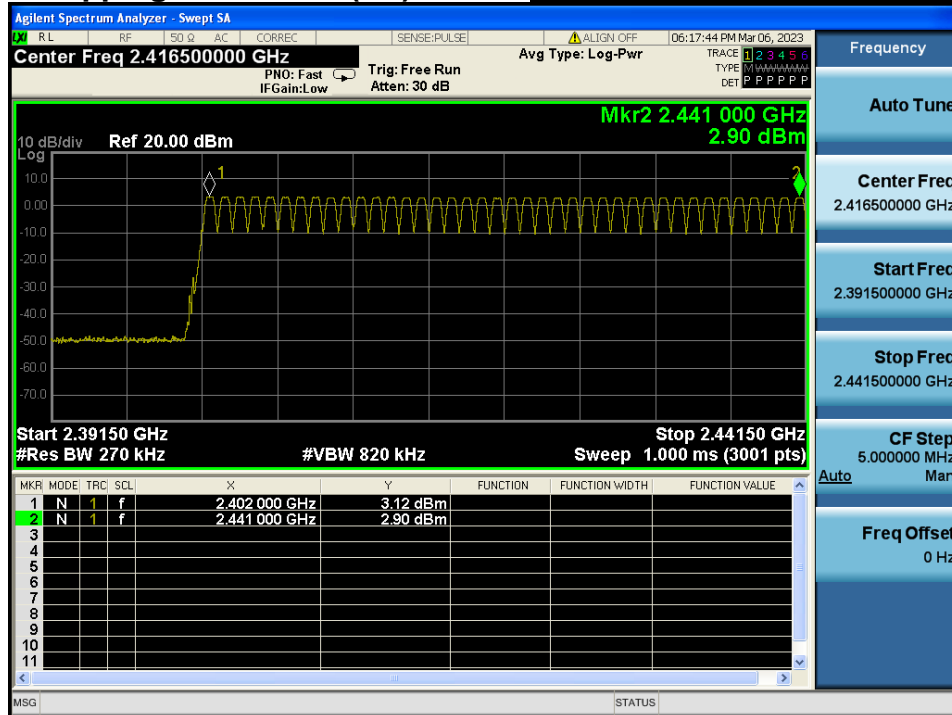 Agilent Spectrum Analyzer - Swept SA
LXI RL RF 50 Ω AC CORREC SENSE:PULSE ALIGN OFF 06:17:44 PM Mar 06, 2023
Center Freq 2.416500000 GHz
PNO: Fast
IFGain:Low
Trig: Free Run
Atten: 30 dB
Avg Type: Log-Pwr
TRACE 1 2 3 4 5 6
TYPE M WWWWW
DET P P P P P P
Mkr2 2.441 000 GHz
2.90 dBm
10 dB/div Ref 20.00 dBm
Log
10.0
0.00
-10.0
-20.0
-30.0
-40.0
-50.0
-60.0
-70.0
1
2
Start 2.39150 GHz Stop 2.44150 GHz
#Res BW 270 kHz #VBW 820 kHz Sweep 1.000 ms (3001 pts)
MKR MODE TRC SCL X Y FUNCTION FUNCTION WIDTH FUNCTION VALUE
1 N 1 f 2.402 000 GHz 3.12 dBm
2 N 1 f 2.441 000 GHz 2.90 dBm
3
4
5
6
7
8
9
10
11
MSG STATUS
Frequency
Auto Tune
Center Freq
2.416500000 GHz
Start Freq
2.391500000 GHz
Stop Freq
2.441500000 GHz
CF Step
5.000000 MHz
Auto Man
Freq Offset
0 Hz